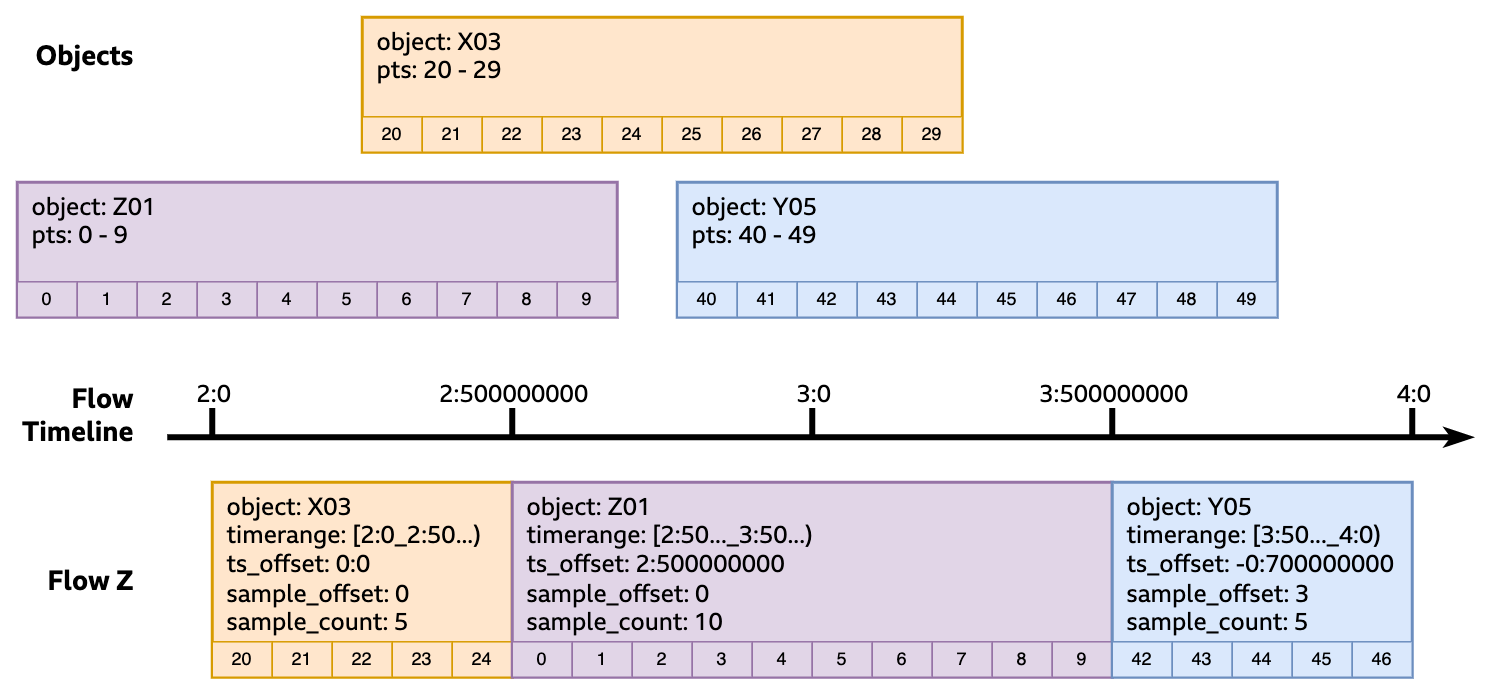 Objects
object: X03
pts: 20 - 29
20 21 22 23 24 25 26 27 28 29
object: Z01
pts: 0 - 9
0 1 2 3 4 5 6 7 8 9
object: Y05
pts: 40 - 49
40 41 42 43 44 45 46 47 48 49
Flow
Timeline
2:0 2:500000000 3:0 3:500000000 4:0
Flow Z
object: X03
timerange: [2:0_2:50...)
ts_offset: 0:0
sample_offset: 0
sample_count: 5
20 21 22 23 24
object: Z01
timerange: [2:50..._3:50...)
ts_offset: 2:500000000
sample_offset: 0
sample_count: 10
0 1 2 3 4 5 6 7 8 9
object: Y05
timerange: [3:50..._4:0)
ts_offset: -0:700000000
sample_offset: 3
sample_count: 5
42 43 44 45 46